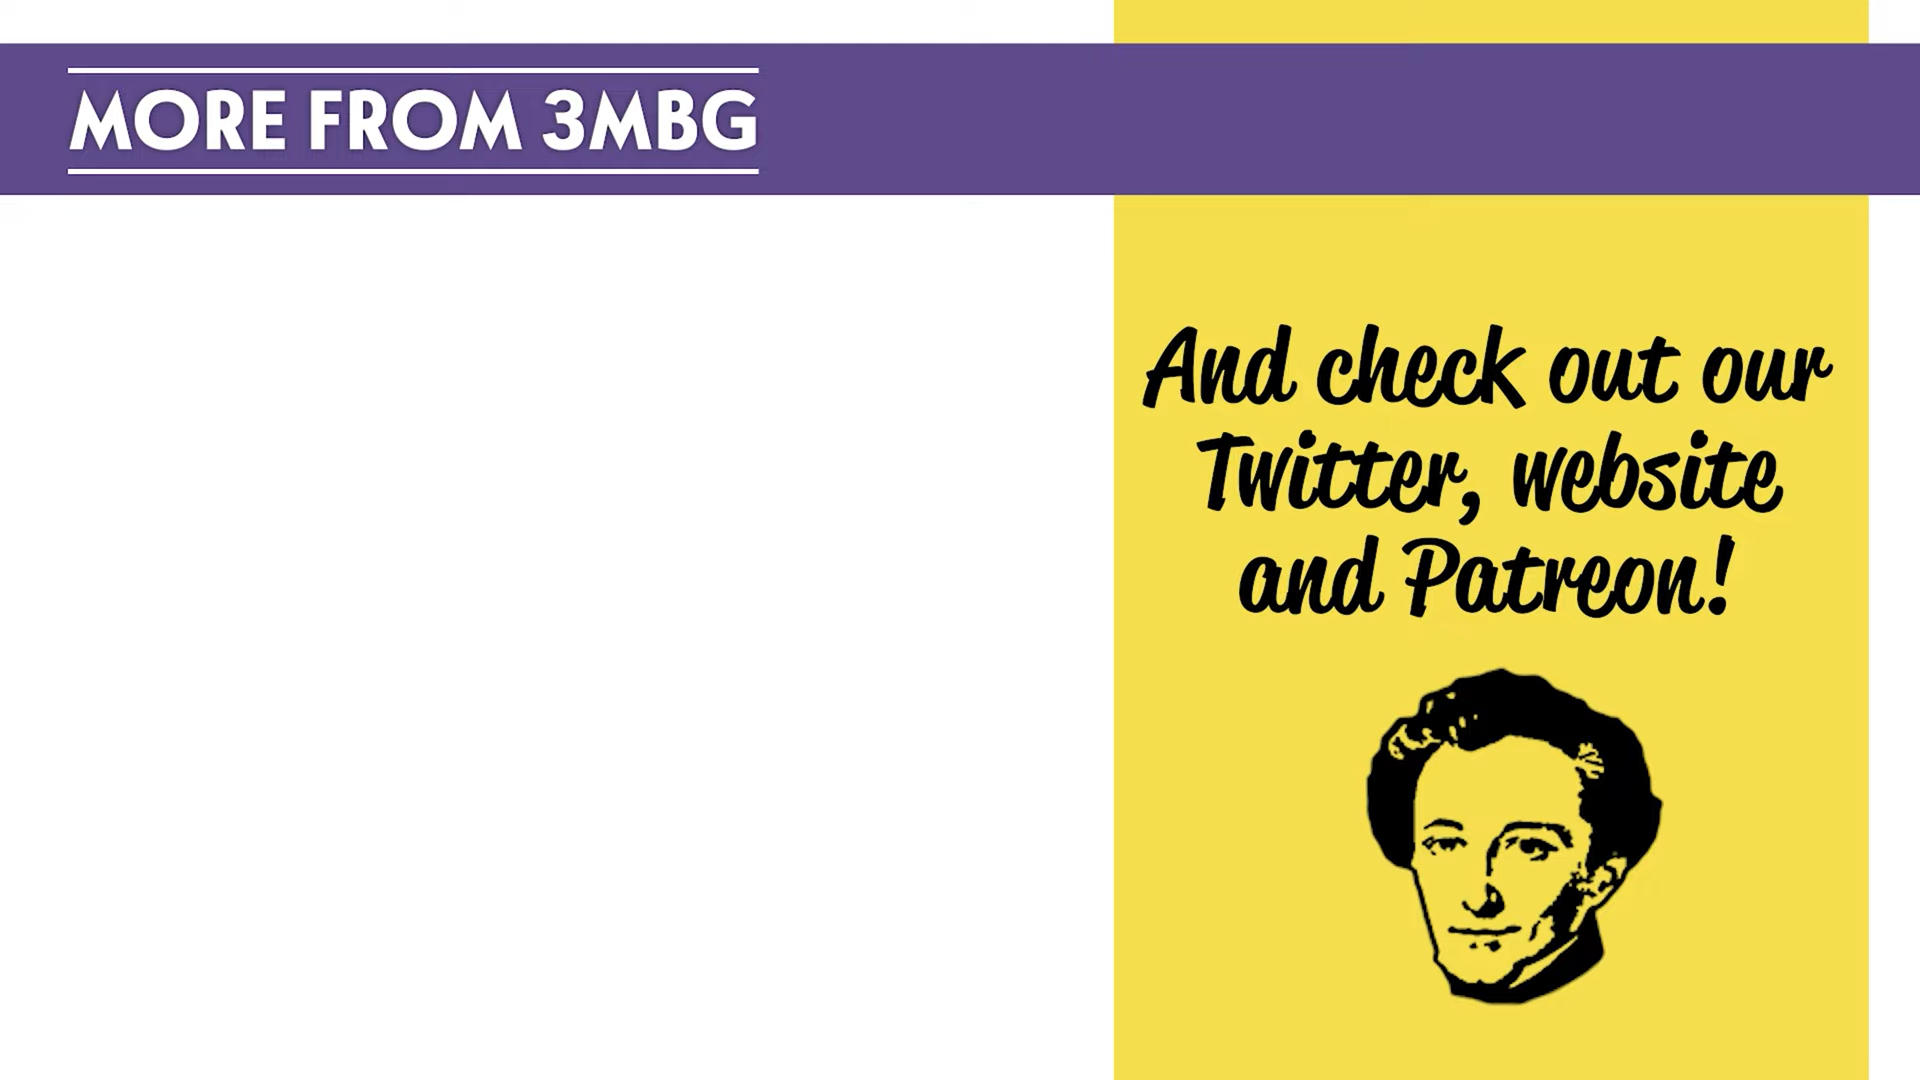 MORE FROM 3MBG
And check out our
Twitter, website
and Patreon!